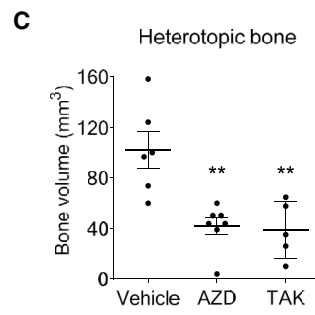 C
Heterotopic bone
Bone volume (mm³)
160
120
80
40
0
** **
Vehicle AZD TAK